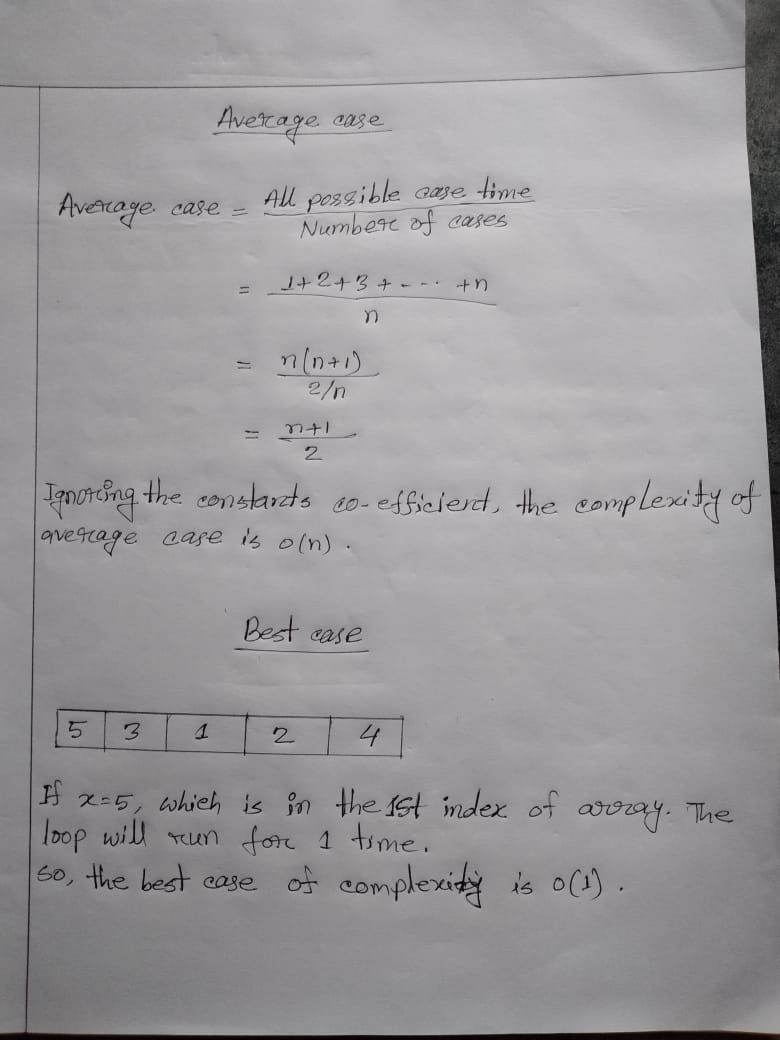 Average case
Average case = All possible case time / Number of cases
= 1+2+3+---- +n / n
= n(n+1) / 2/n
= n+1 / 2
Ignoring the constants co-efficient, the complexity of
average case is o(n).
Best case
5 3 1 2 4
If x=5, which is in the 1st index of array. The
loop will run for 1 time.
so, the best case of complexity is o(1).